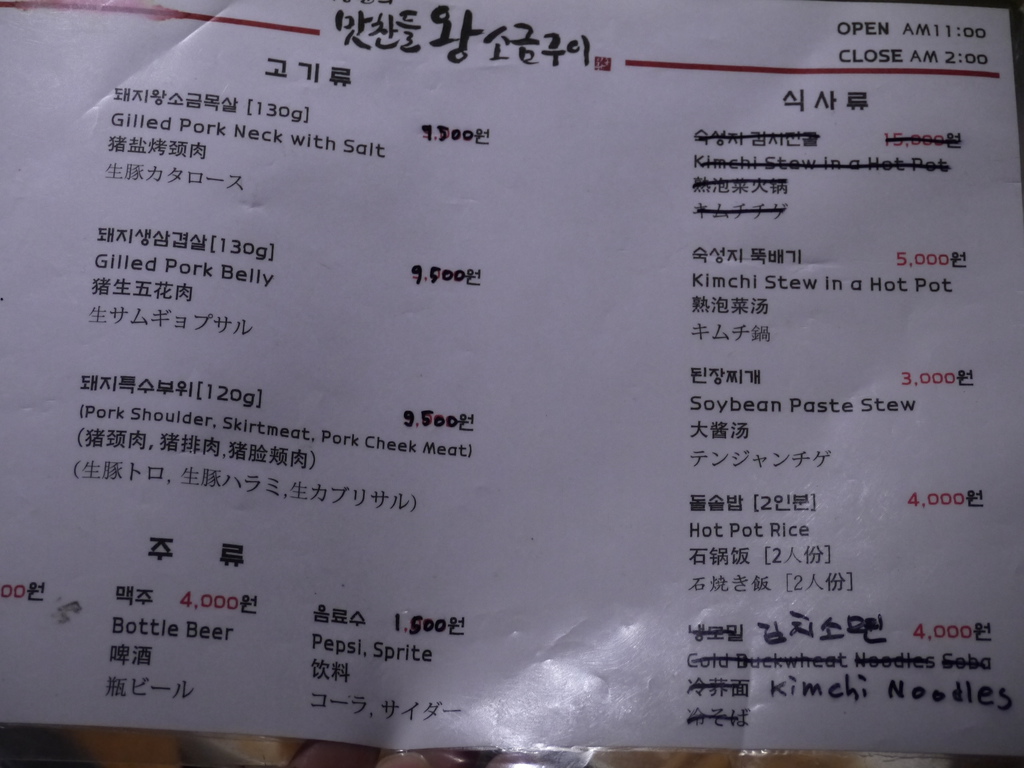 맛찬들 왕소금구이
OPEN AM11:00
CLOSE AM 2:00
고기류
돼지왕소금목살 [130g]
Gilled Pork Neck with Salt 9.500원
猪盐烤颈肉
生豚カタロース
돼지생삼겹살[130g]
Gilled Pork Belly 9.500원
猪生五花肉
生サムギョプサル
돼지특수부위[120g]
(Pork Shoulder, Skirtmeat, Pork Cheek Meat) 9.500원
(猪颈肉, 猪排肉,猪脸颊肉)
(生豚トロ, 生豚ハラミ,生カブリサル)
주 류
00원
맥주 4,000원
Bottle Beer
啤酒
瓶ビール
음료수 1.500원
Pepsi, Sprite
饮料
コーラ, サイダー
식사류
15,000원
Kimchi Stew in a Hot Pot
熟泡菜火锅
キムチチゲ
숙성지 뚝배기 5,000원
Kimchi Stew in a Hot Pot
熟泡菜汤
キムチ鍋
된장찌개 3,000원
Soybean Paste Stew
大酱汤
テンジャンチゲ
돌솥밥 [2인분] 4,000원
Hot Pot Rice
石锅饭 [2人份]
石焼き飯 [2人份]
냉모밀 김치소면 4,000원
Cold Buckwheat Noodles Soba
冷荞面 Kimchi Noodles
冷そば